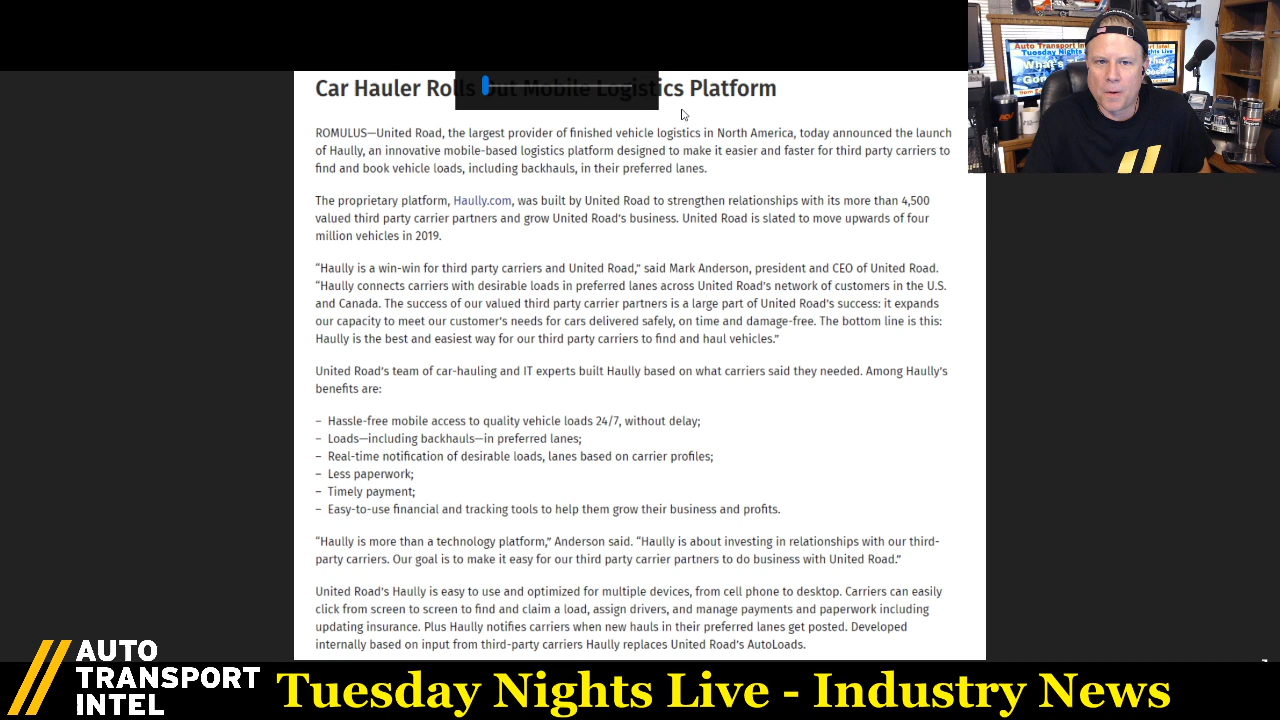 Car Hauler Rolls Out Mobile Logistics Platform
ROMULUS—United Road, the largest provider of finished vehicle logistics in North America, today announced the launch
of Haully, an innovative mobile-based logistics platform designed to make it easier and faster for third party carriers to
find and book vehicle loads, including backhauls, in their preferred lanes.
The proprietary platform, Haully.com, was built by United Road to strengthen relationships with its more than 4,500
valued third party carrier partners and grow United Road's business. United Road is slated to move upwards of four
million vehicles in 2019.
“Haully is a win-win for third party carriers and United Road,” said Mark Anderson, president and CEO of United Road.
“Haully connects carriers with desirable loads in preferred lanes across United Road's network of customers in the U.S.
and Canada. The success of our valued third party carrier partners is a large part of United Road's success: it expands
our capacity to meet our customer's needs for cars delivered safely, on time and damage-free. The bottom line is this:
Haully is the best and easiest way for our third party carriers to find and haul vehicles.”
United Road's team of car-hauling and IT experts built Haully based on what carriers said they needed. Among Haully's
benefits are:
– Hassle-free mobile access to quality vehicle loads 24/7, without delay;
– Loads—including backhauls—in preferred lanes;
– Real-time notification of desirable loads, lanes based on carrier profiles;
– Less paperwork;
– Timely payment;
– Easy-to-use financial and tracking tools to help them grow their business and profits.
“Haully is more than a technology platform,” Anderson said. “Haully is about investing in relationships with our third-
party carriers. Our goal is to make it easy for our third party carrier partners to do business with United Road.”
United Road's Haully is easy to use and optimized for multiple devices, from cell phone to desktop. Carriers can easily
click from screen to screen to find and claim a load, assign drivers, and manage payments and paperwork including
updating insurance. Plus Haully notifies carriers when new hauls in their preferred lanes get posted. Developed
internally based on input from third-party carriers Haully replaces United Road's AutoLoads.
AUTO
TRANSPORT
INTEL
Tuesday Nights Live - Industry News